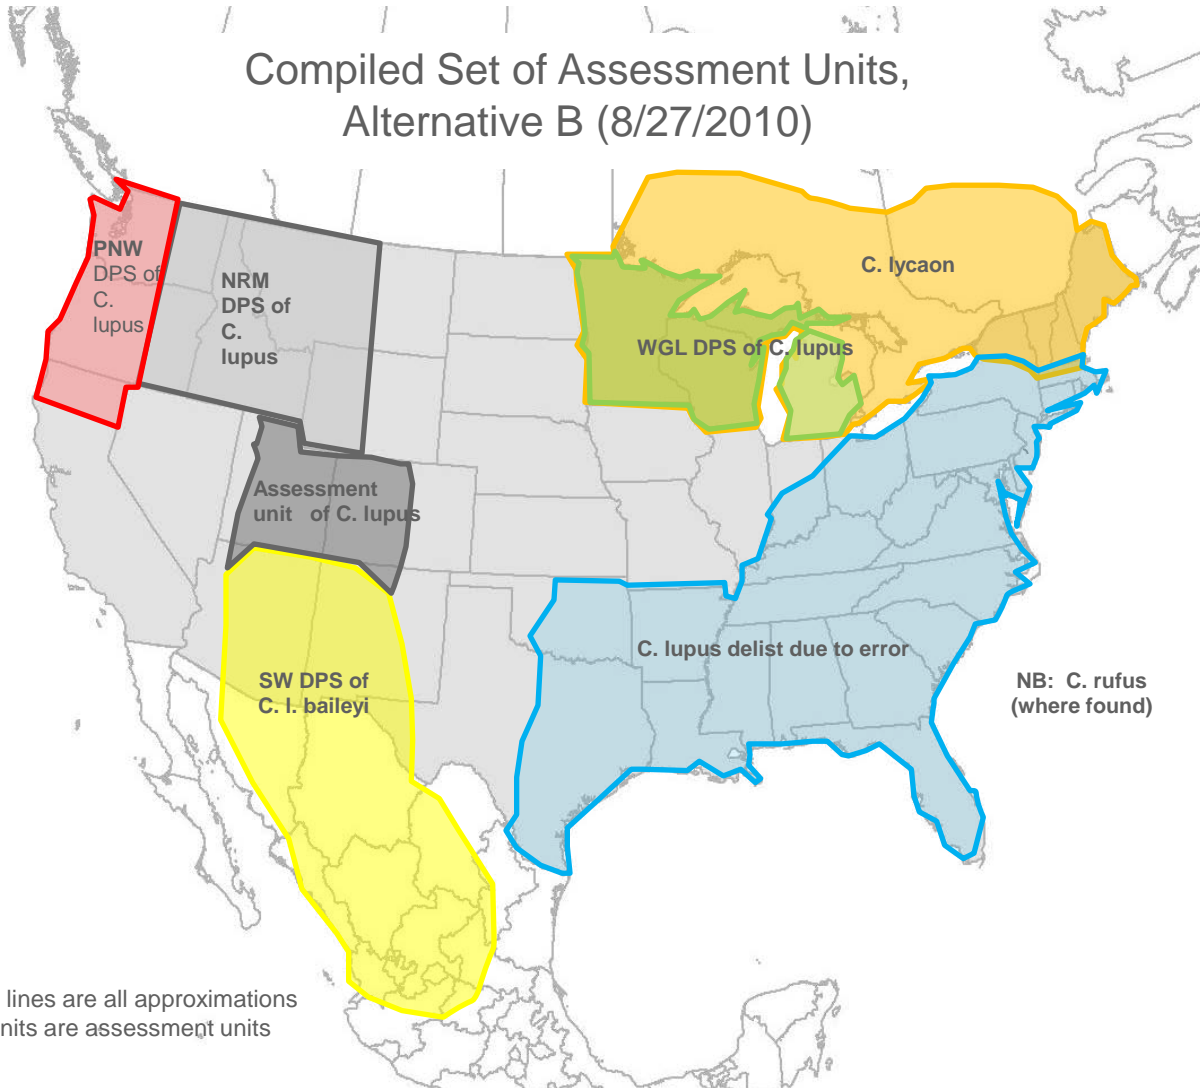 Compiled Set of Assessment Units,
Alternative B (8/27/2010)
PNW
DPS of
C.
lupus
NRM
DPS of
C.
lupus
C. lycaon
WGL DPS of C. lupus
Assessment
unit of C. lupus
C. lupus delist due to error
SW DPS of
C. l. baileyi
NB: C. rufus
(where found)
lines are all approximations
nits are assessment units